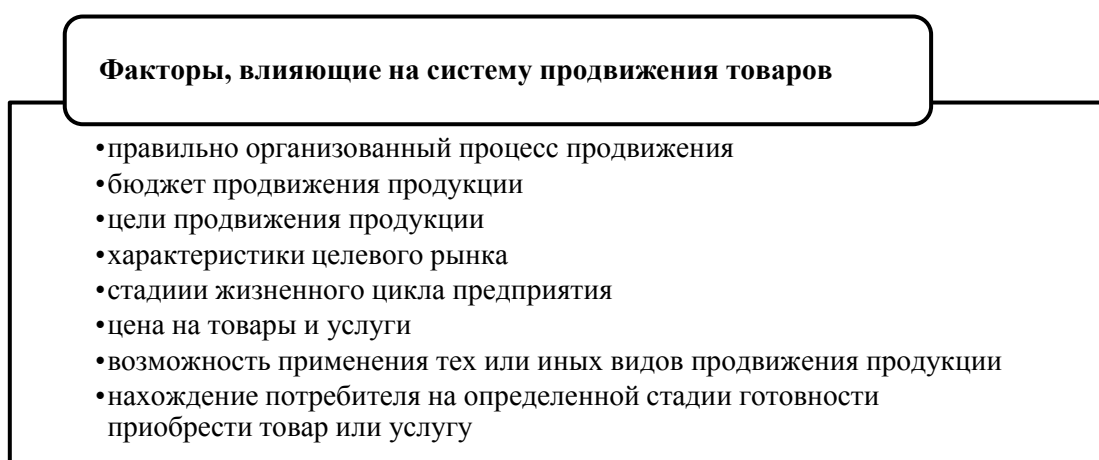 Факторы, влияющие на систему продвижения товаров
•правильно организованный процесс продвижения
•бюджет продвижения продукции
•цели продвижения продукции
•характеристики целевого рынка
•стадиии жизненного цикла предприятия
•цена на товары и услуги
•возможность применения тех или иных видов продвижения продукции
•нахождение потребителя на определенной стадии готовности
приобрести товар или услугу